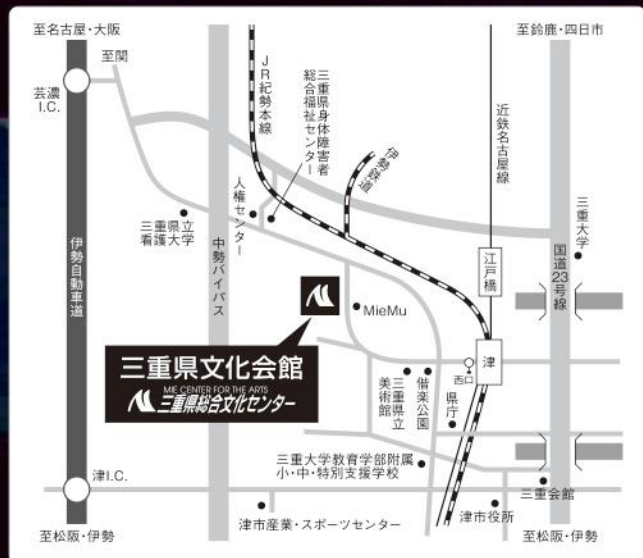 至名古屋・大阪
至鈴鹿・四日市
至関
芸濃
I.C.
JR紀勢本線
三重県身体障害者
総合福祉センター
伊勢鉄道
近鉄名古屋線
人権センター
三重県立
看護大学
三重大学
伊勢自動車道
中勢バイパス
江戸橋
国道23号線
MieMu
三重県文化会館
MIE CENTER FOR THE ARTS
三重県総合文化センター
津
西口
三重県立
美術館
偕楽公園
県庁
三重大学教育学部附属
小・中・特別支援学校
津I.C.
三重会館
津市産業・スポーツセンター
津市役所
至松阪・伊勢
至松阪・伊勢